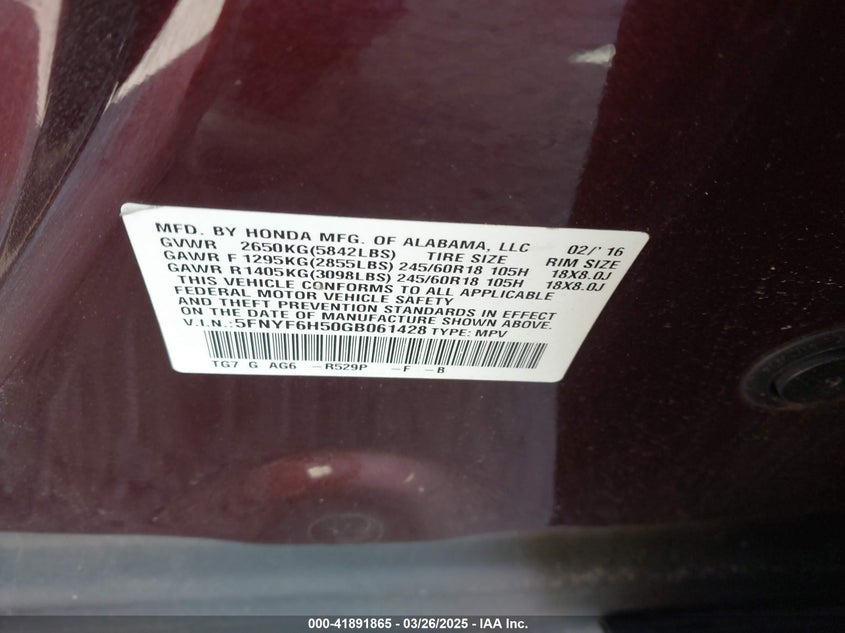 MFD. BY HONDA MFG. OF ALABAMA, LLC 02/'16
GVWR 2650KG(5842LBS) TIRE SIZE RIM SIZE
GAWR F 1295KG(2855LBS) 245/60R18 105H 18X8.0J
GAWR R 1405KG(3098LBS) 245/60R18 105H 18X8.0J
THIS VEHICLE CONFORMS TO ALL APPLICABLE
FEDERAL MOTOR VEHICLE SAFETY
AND THEFT PREVENTION STANDARDS IN EFFECT
ON THE DATE OF MANUFACTURE SHOWN ABOVE.
V.I.N.:5FNYF6H50GB061428 TYPE: MPV
TG7 G AG6 -R529P -F -B
000-41891865 / 03/26/2025 - IAA Inc.